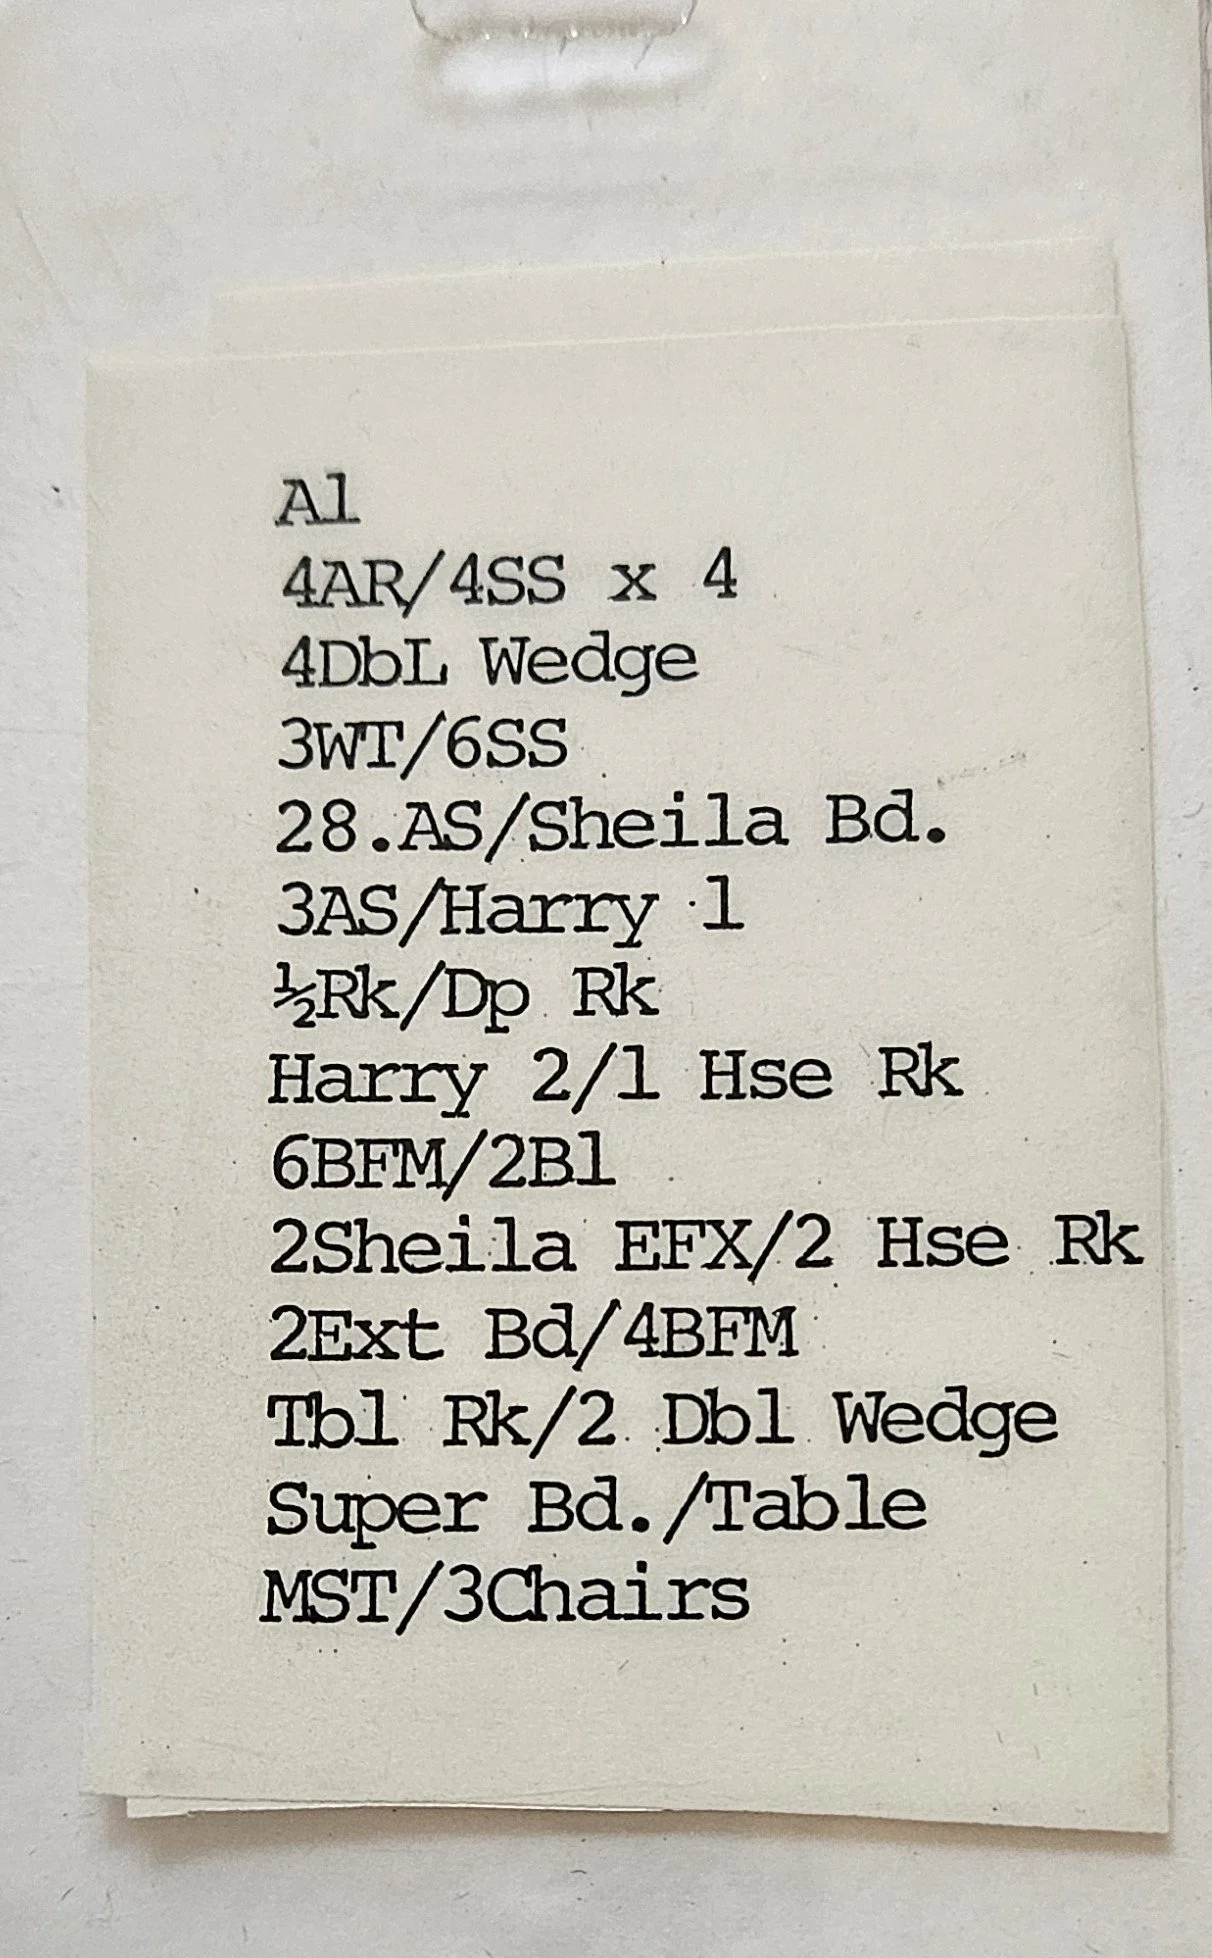 Al
4AR/4SS x 4
4DbL Wedge
3WT/6SS
28.AS/Sheila Bd.
3AS/Harry 1
½Rk/Dp Rk
Harry 2/1 Hse Rk
6BFM/2Bl
2Sheila EFX/2 Hse Rk
2Ext Bd/4BFM
Tbl Rk/2 Dbl Wedge
Super Bd./Table
MST/3Chairs